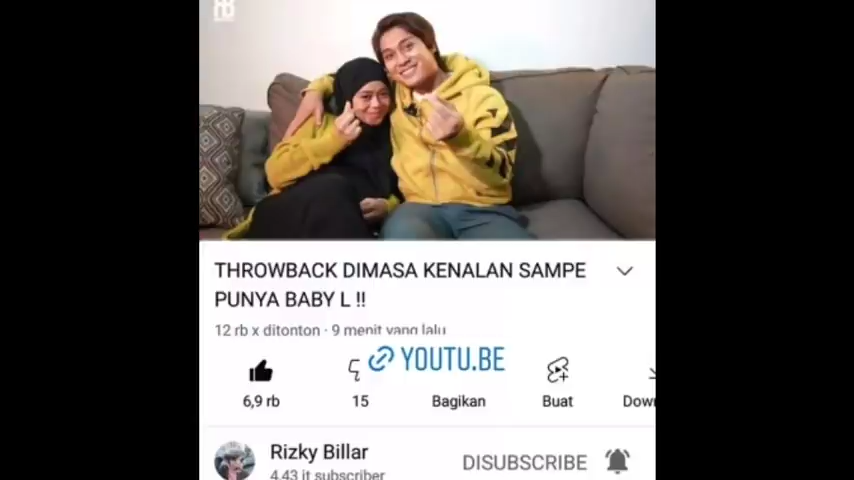 THROWBACK DIMASA KENALAN SAMPE
PUNYA BABY L !!
12 rb x ditonton · 9 menit yang lalu
YOUTU.BE
6,9 rb
15
Bagikan
Buat
Down
Rizky Billar
DISUBSCRIBE
4,43 jt subscriber